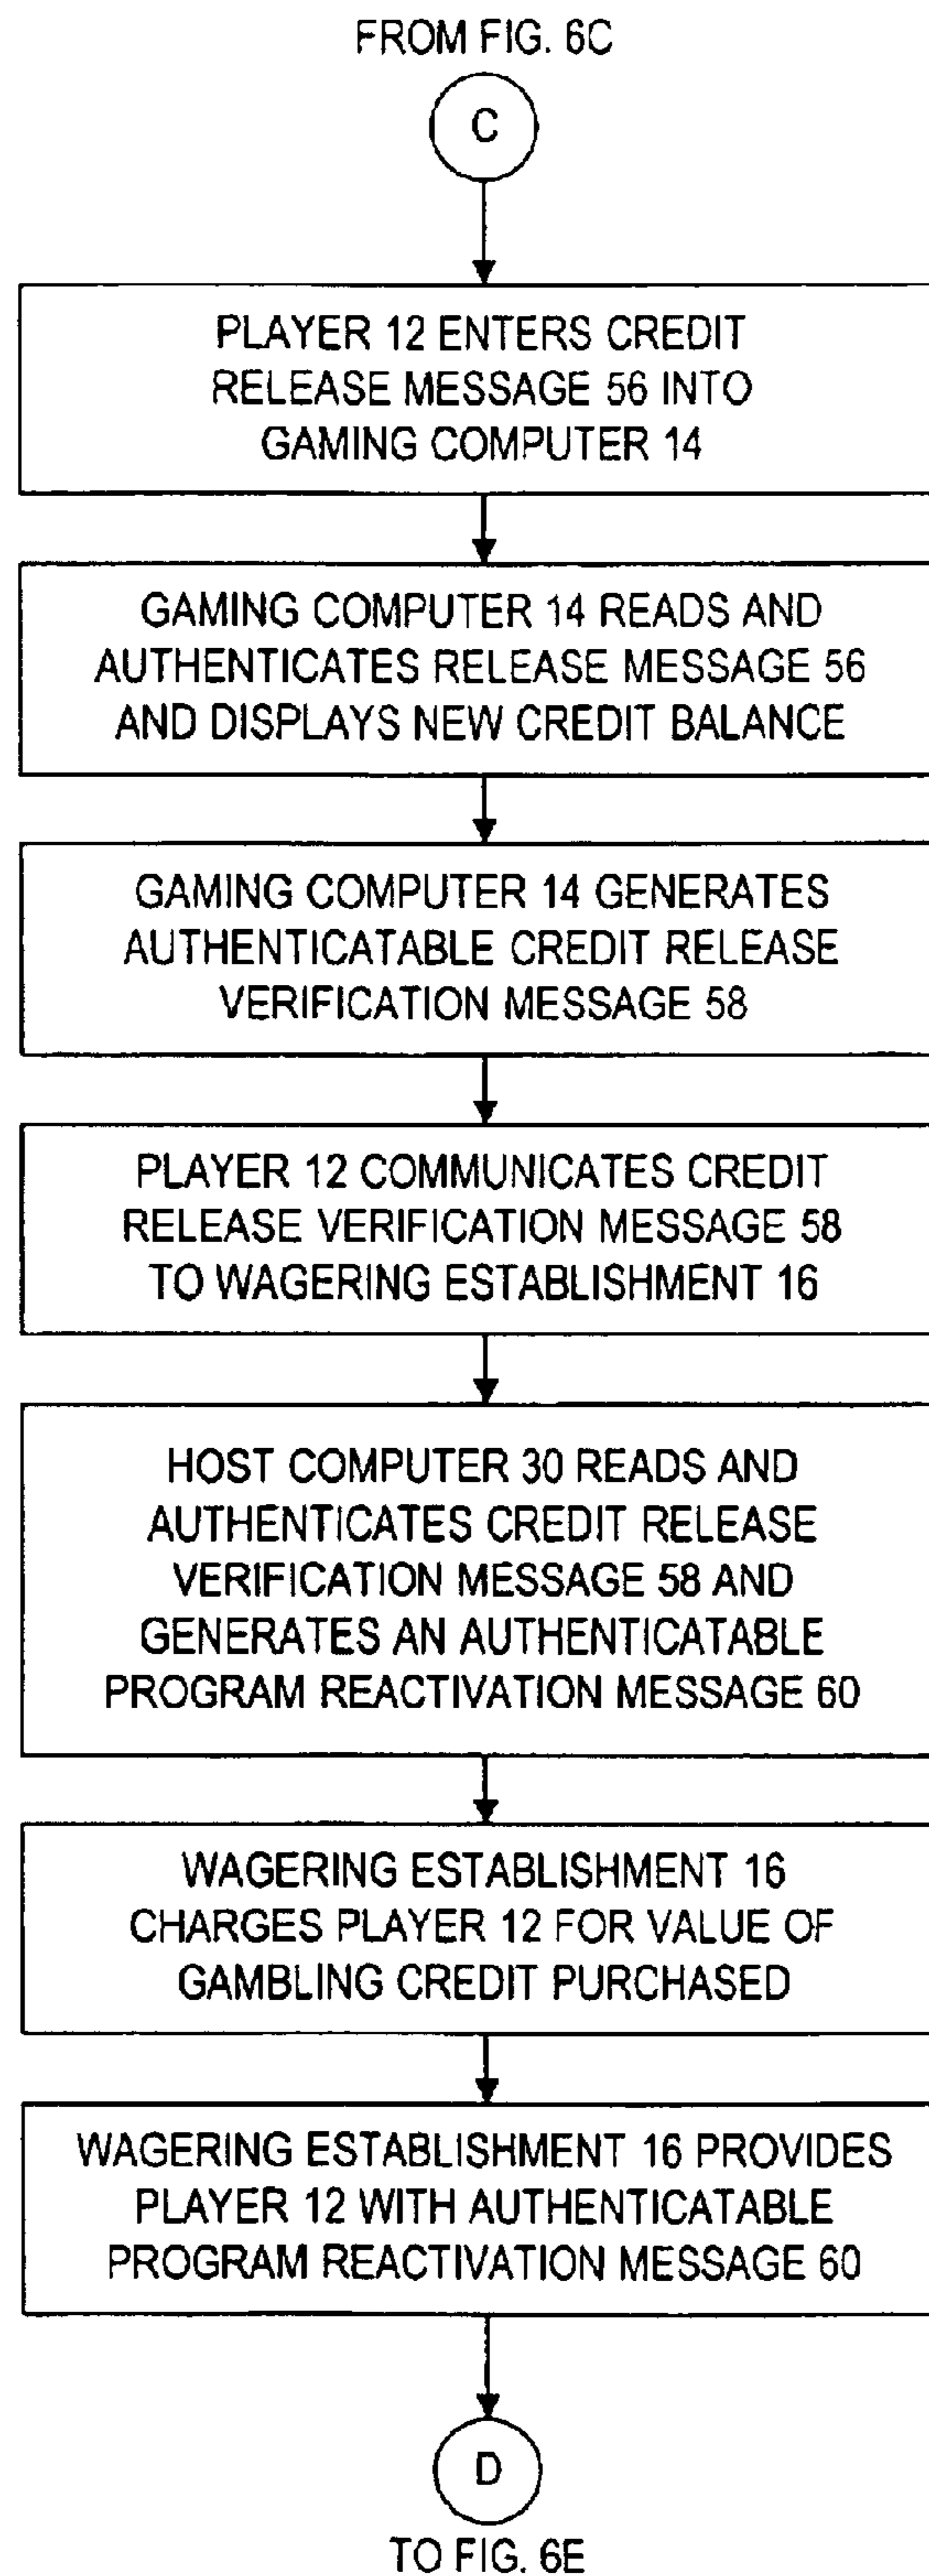 FROM FIG. 6C
C
PLAYER 12 ENTERS CREDIT
RELEASE MESSAGE 56 INTO
GAMING COMPUTER 14
GAMING COMPUTER 14 READS AND
AUTHENTICATES RELEASE MESSAGE 56
AND DISPLAYS NEW CREDIT BALANCE
GAMING COMPUTER 14 GENERATES
AUTHENTICATABLE CREDIT RELEASE
VERIFICATION MESSAGE 58
PLAYER 12 COMMUNICATES CREDIT
RELEASE VERIFICATION MESSAGE 58
TO WAGERING ESTABLISHMENT 16
HOST COMPUTER 30 READS AND
AUTHENTICATES CREDIT RELEASE
VERIFICATION MESSAGE 58 AND
GENERATES AN AUTHENTICATABLE
PROGRAM REACTIVATION MESSAGE 60
WAGERING ESTABLISHMENT 16
CHARGES PLAYER 12 FOR VALUE OF
GAMBLING CREDIT PURCHASED
WAGERING ESTABLISHMENT 16 PROVIDES
PLAYER 12 WITH AUTHENTICATABLE
PROGRAM REACTIVATION MESSAGE 60
D
TO FIG. 6E